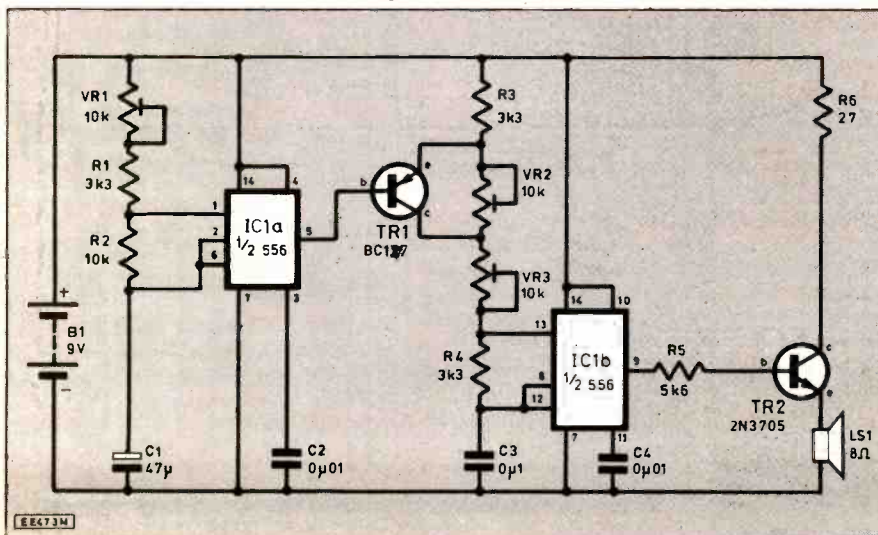 VR1
10k
R1
3k3
R2
10k
B1
9V
+
−
C1
47µ
14
4
1
2
6
5
7
3
IC1a
1/2 556
C2
0µ01
b
e
c
TR1
R3
3k3
VR2
10k
VR3
10k
R4
3k3
C3
0µ1
14
10
13
8
12
9
7
11
IC1b
1/2 556
C4
0µ01
R5
5k6
R6
27
b
c
e
TR2
2N3705
LS1
8Ω
EE473M